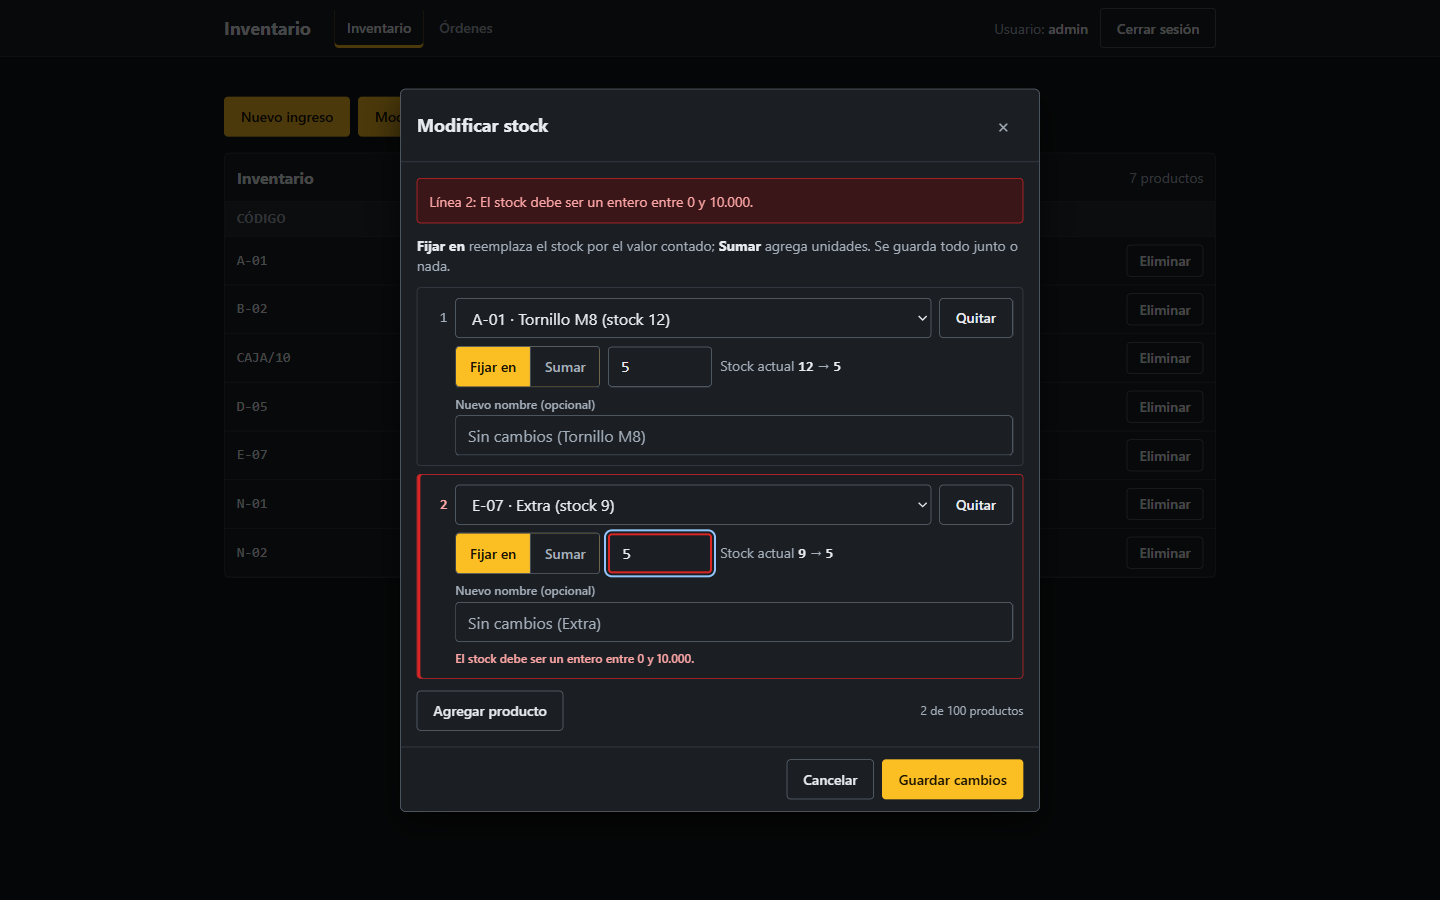 Inventario Inventario Órdenes Usuario: admin Cerrar sesión
Nuevo ingreso
Modificar stock
×
Línea 2: El stock debe ser un entero entre 0 y 10.000.
Fijar en reemplaza el stock por el valor contado; Sumar agrega unidades. Se guarda todo junto o
nada.
1 A-01 · Tornillo M8 (stock 12) Quitar
Fijar en Sumar 5 Stock actual 12 → 5
Nuevo nombre (opcional)
Sin cambios (Tornillo M8)
2 E-07 · Extra (stock 9) Quitar
Fijar en Sumar 5 Stock actual 9 → 5
Nuevo nombre (opcional)
Sin cambios (Extra)
El stock debe ser un entero entre 0 y 10.000.
Agregar producto 2 de 100 productos
Cancelar Guardar cambios
Inventario 7 productos
CÓDIGO
A-01 Eliminar
B-02 Eliminar
CAJA/10 Eliminar
D-05 Eliminar
E-07 Eliminar
N-01 Eliminar
N-02 Eliminar